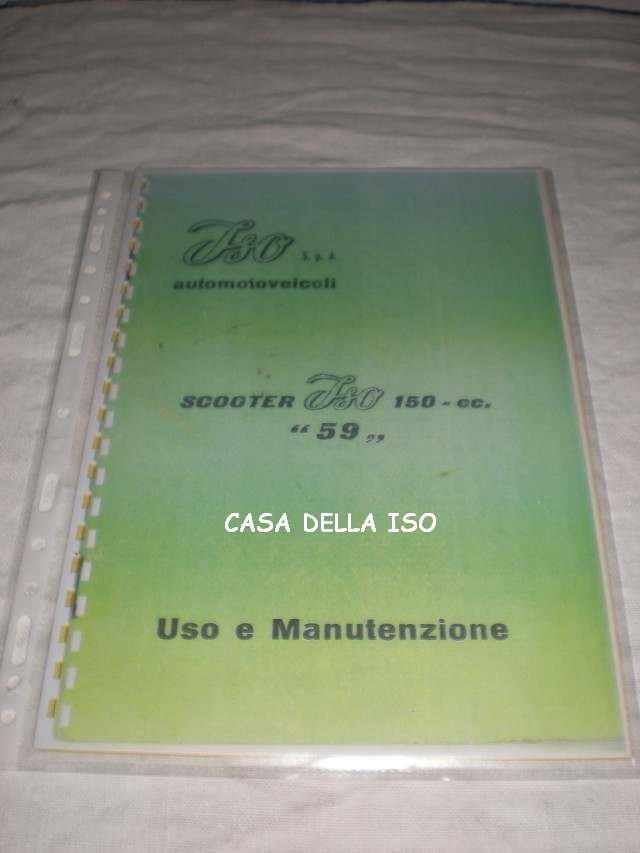 Iso S.p.A.
automotoveicoli
SCOOTER Iso 150 - cc.
“ 59 „
CASA DELLA ISO
Uso e Manutenzione